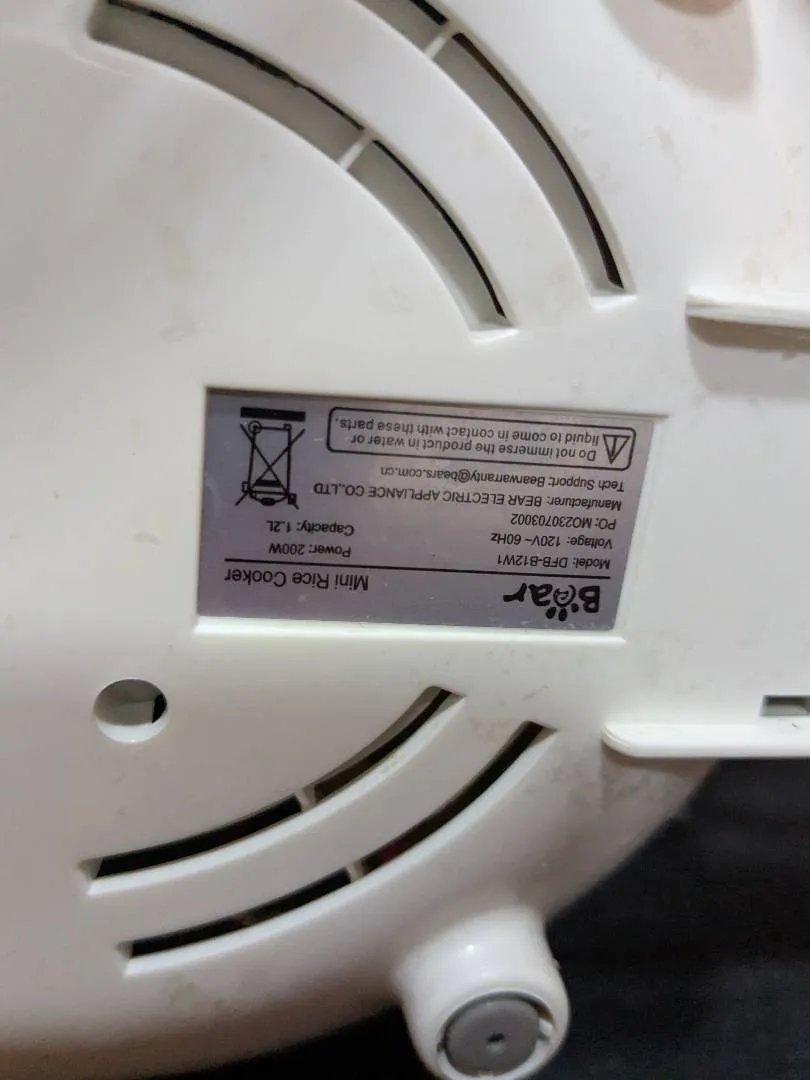 Bear
Mini Rice Cooker
Model: DFB-B12W1
Power: 200W
Voltage: 120V~ 60Hz
Capacity: 1.2L
PO: MO230703002
Manufacturer: BEAR ELECTRIC APPLIANCE CO.,LTD
Tech Support: Bearwarranty@bears.com.cn
Do not immerse the product in water or
liquid to come in contact with these parts.